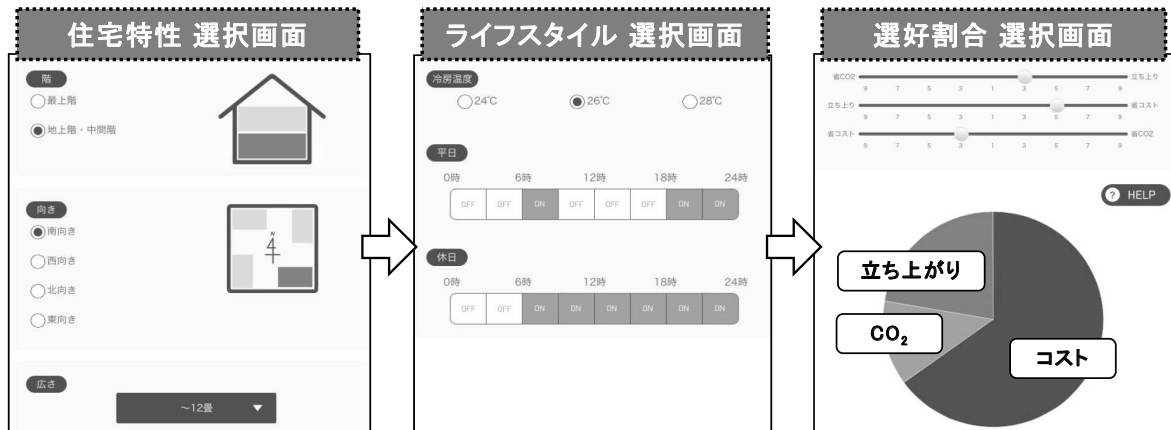 住宅特性 選択画面
階
最上階
地上階・中間階
向き
N
南向き
西向き
北向き
東向き
広さ
~12畳
ライフスタイル 選択画面
冷房温度
24℃ 26℃ 28℃
平日
0時 6時 12時 18時 24時
OFF OFF ON OFF OFF OFF ON ON
休日
0時 6時 12時 18時 24時
OFF OFF ON ON ON ON ON ON
選好割合 選択画面
省CO2 立ち上り
9 7 5 3 1 3 5 7 9
立ち上り 省コスト
9 7 5 3 1 3 5 7 9
省コスト 省CO2
9 7 5 3 1 3 5 7 9
? HELP
立ち上がり
CO₂
コスト